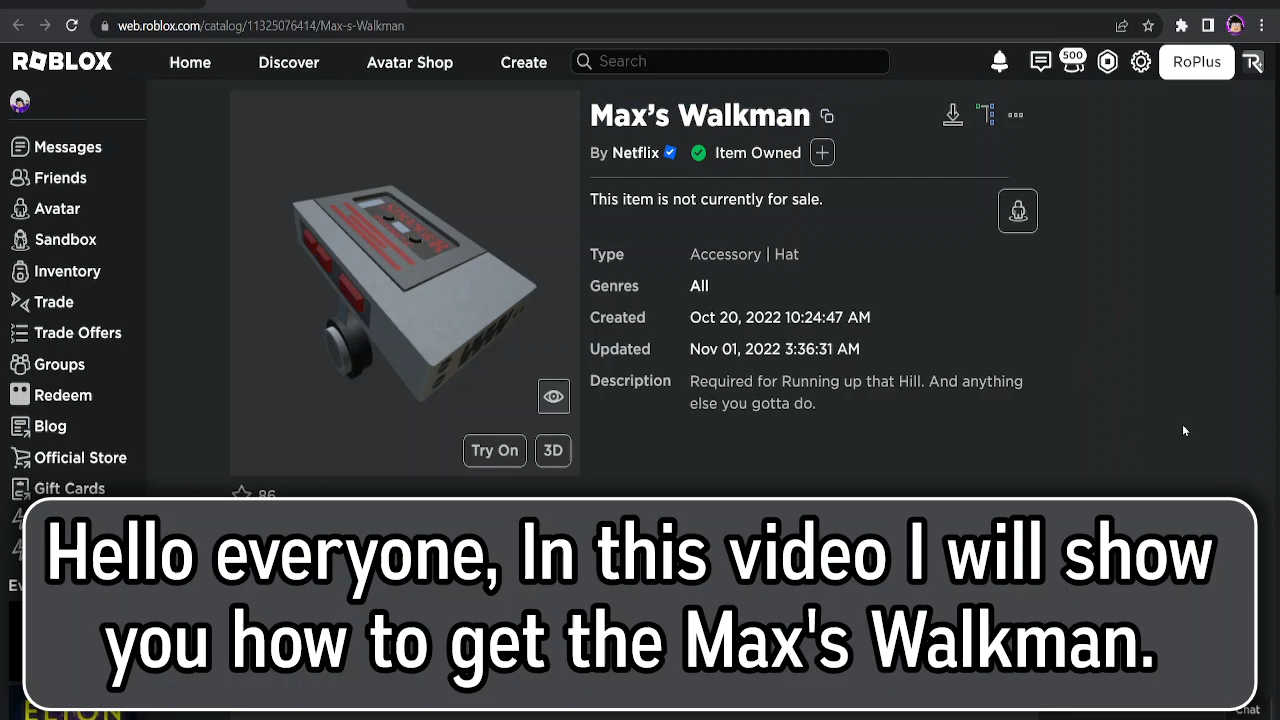 web.roblox.com/catalog/11325076414/Max-s-Walkman
ROBLOX
Home
Discover
Avatar Shop
Create
Search
500
RoPlus
Messages
Friends
Avatar
Sandbox
Inventory
Trade
Trade Offers
Groups
Redeem
Blog
Official Store
Gift Cards
Max's Walkman
By Netflix
Item Owned
This item is not currently for sale.
Type Accessory | Hat
Genres All
Created Oct 20, 2022 10:24:47 AM
Updated Nov 01, 2022 3:36:31 AM
Description Required for Running up that Hill. And anything
else you gotta do.
Try On
3D
86
Hello everyone, In this video I will show
you how to get the Max's Walkman.
Chat